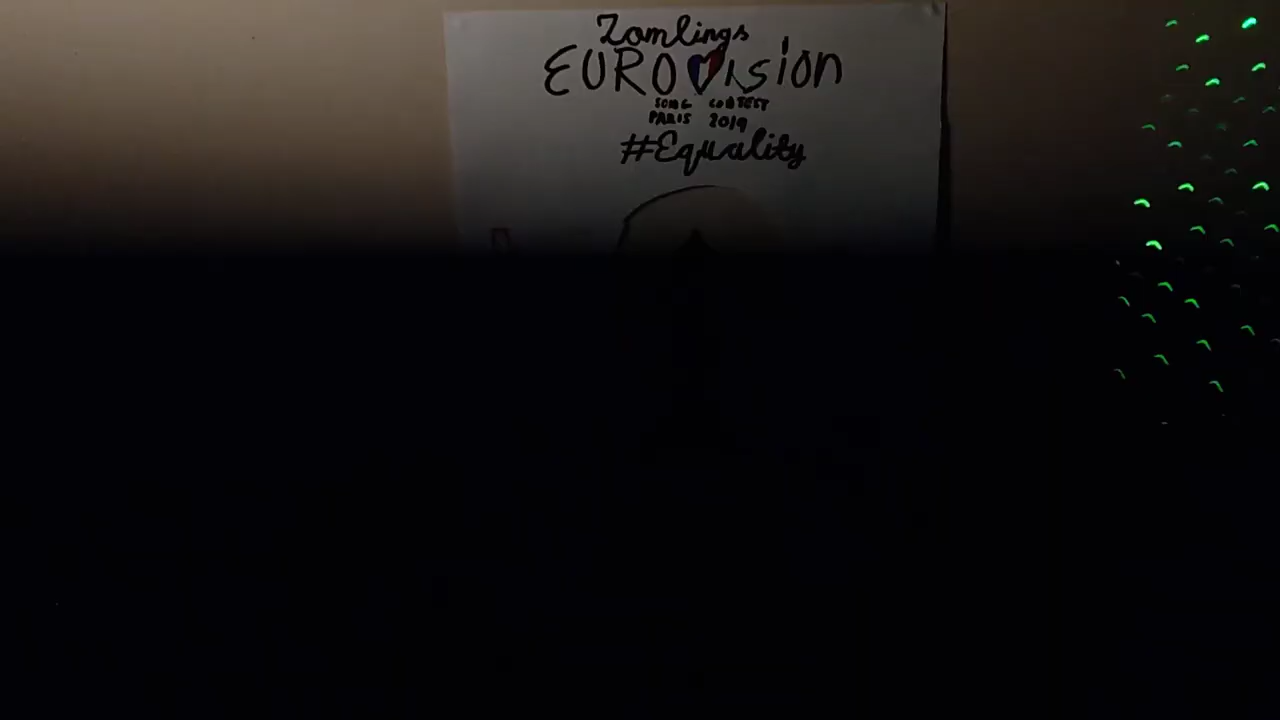 Zomlings
EUROVISION
SONG CONTEST
PARIS 2019
#Equality